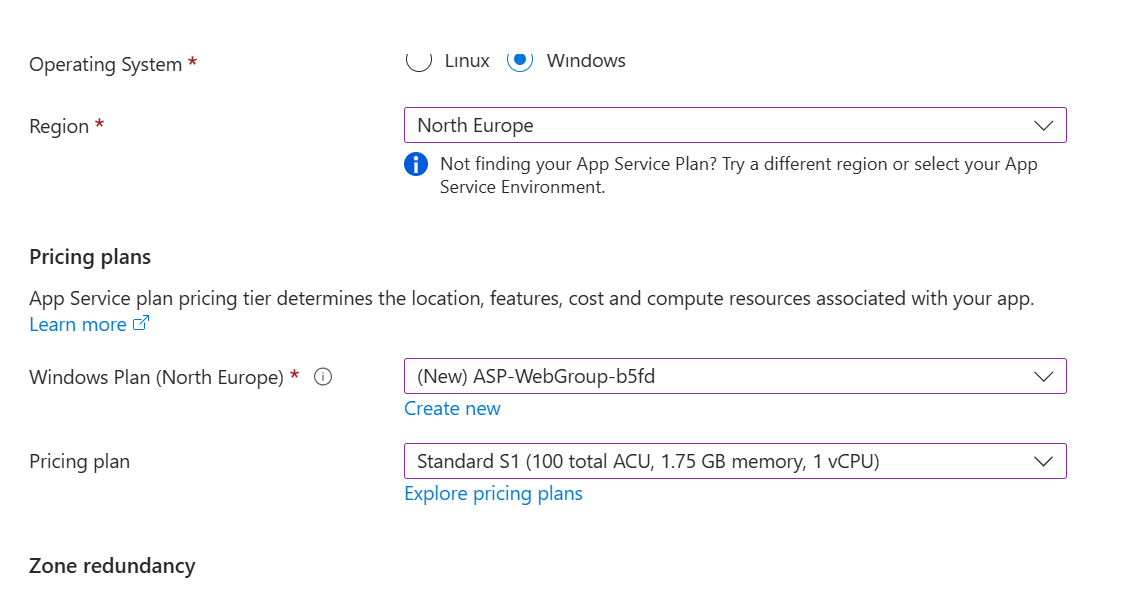 Operating System * Linux Windows
Region * North Europe
Not finding your App Service Plan? Try a different region or select your App
Service Environment.
Pricing plans
App Service plan pricing tier determines the location, features, cost and compute resources associated with your app.
Learn more
Windows Plan (North Europe) * (New) ASP-WebGroup-b5fd
Create new
Pricing plan Standard S1 (100 total ACU, 1.75 GB memory, 1 vCPU)
Explore pricing plans
Zone redundancy